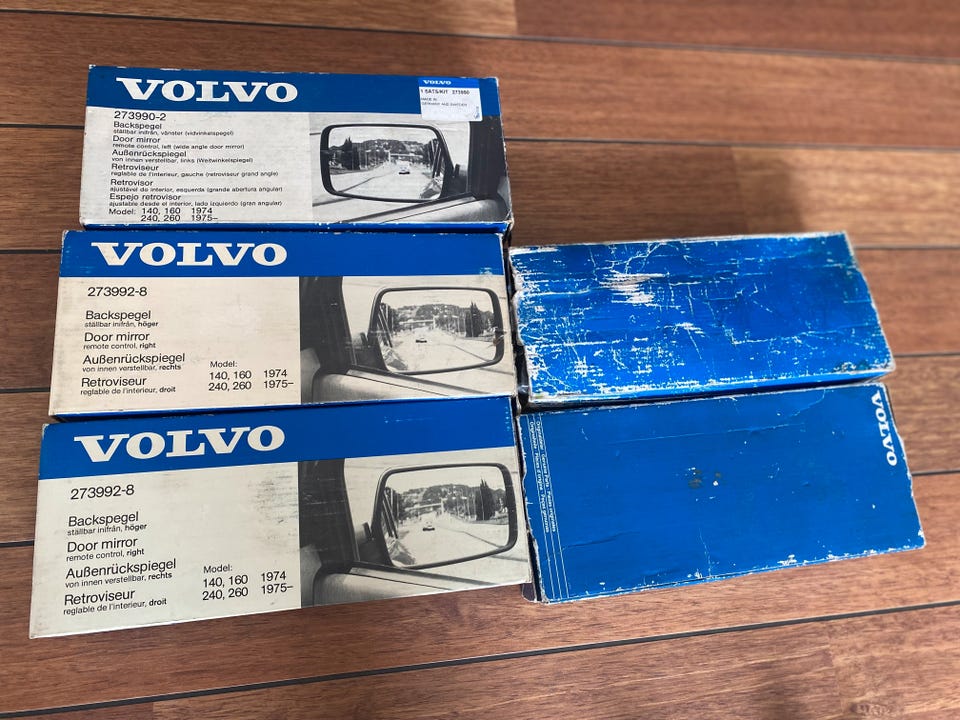 VOLVO
273990-2
Backspegel
ställbar inifrån, vänster (vidvinkelspegel)
Door mirror
remote control, left (wide angle door mirror)
Außenrückspiegel
von innen verstellbar, links (Weitwinkelspiegel)
Retroviseur
reglable de l'interieur, gauche (retroviseur grand angle)
Retrovisor
ajustável do interior, esquerda (grande abertura angular)
Espejo retrovisor
ajustable desde el interior, lado izquierdo (gran angular)
Model: 140, 160 1974
240, 260 1975–
VOLVO
1 SATS/KIT 273990
MADE IN
GERMANY AND SWEDEN
VOLVO
273992-8
Backspegel
ställbar inifrån, höger
Door mirror
remote control, right
Außenrückspiegel
von innen verstellbar, rechts
Retroviseur
reglable de l'interieur, droit
Model:
140, 160 1974
240, 260 1975–
VOLVO
273992-8
Backspegel
ställbar inifrån, höger
Door mirror
remote control, right
Außenrückspiegel
von innen verstellbar, rechts
Retroviseur
reglable de l'interieur, droit
Model:
140, 160 1974
240, 260 1975–
VOLVO